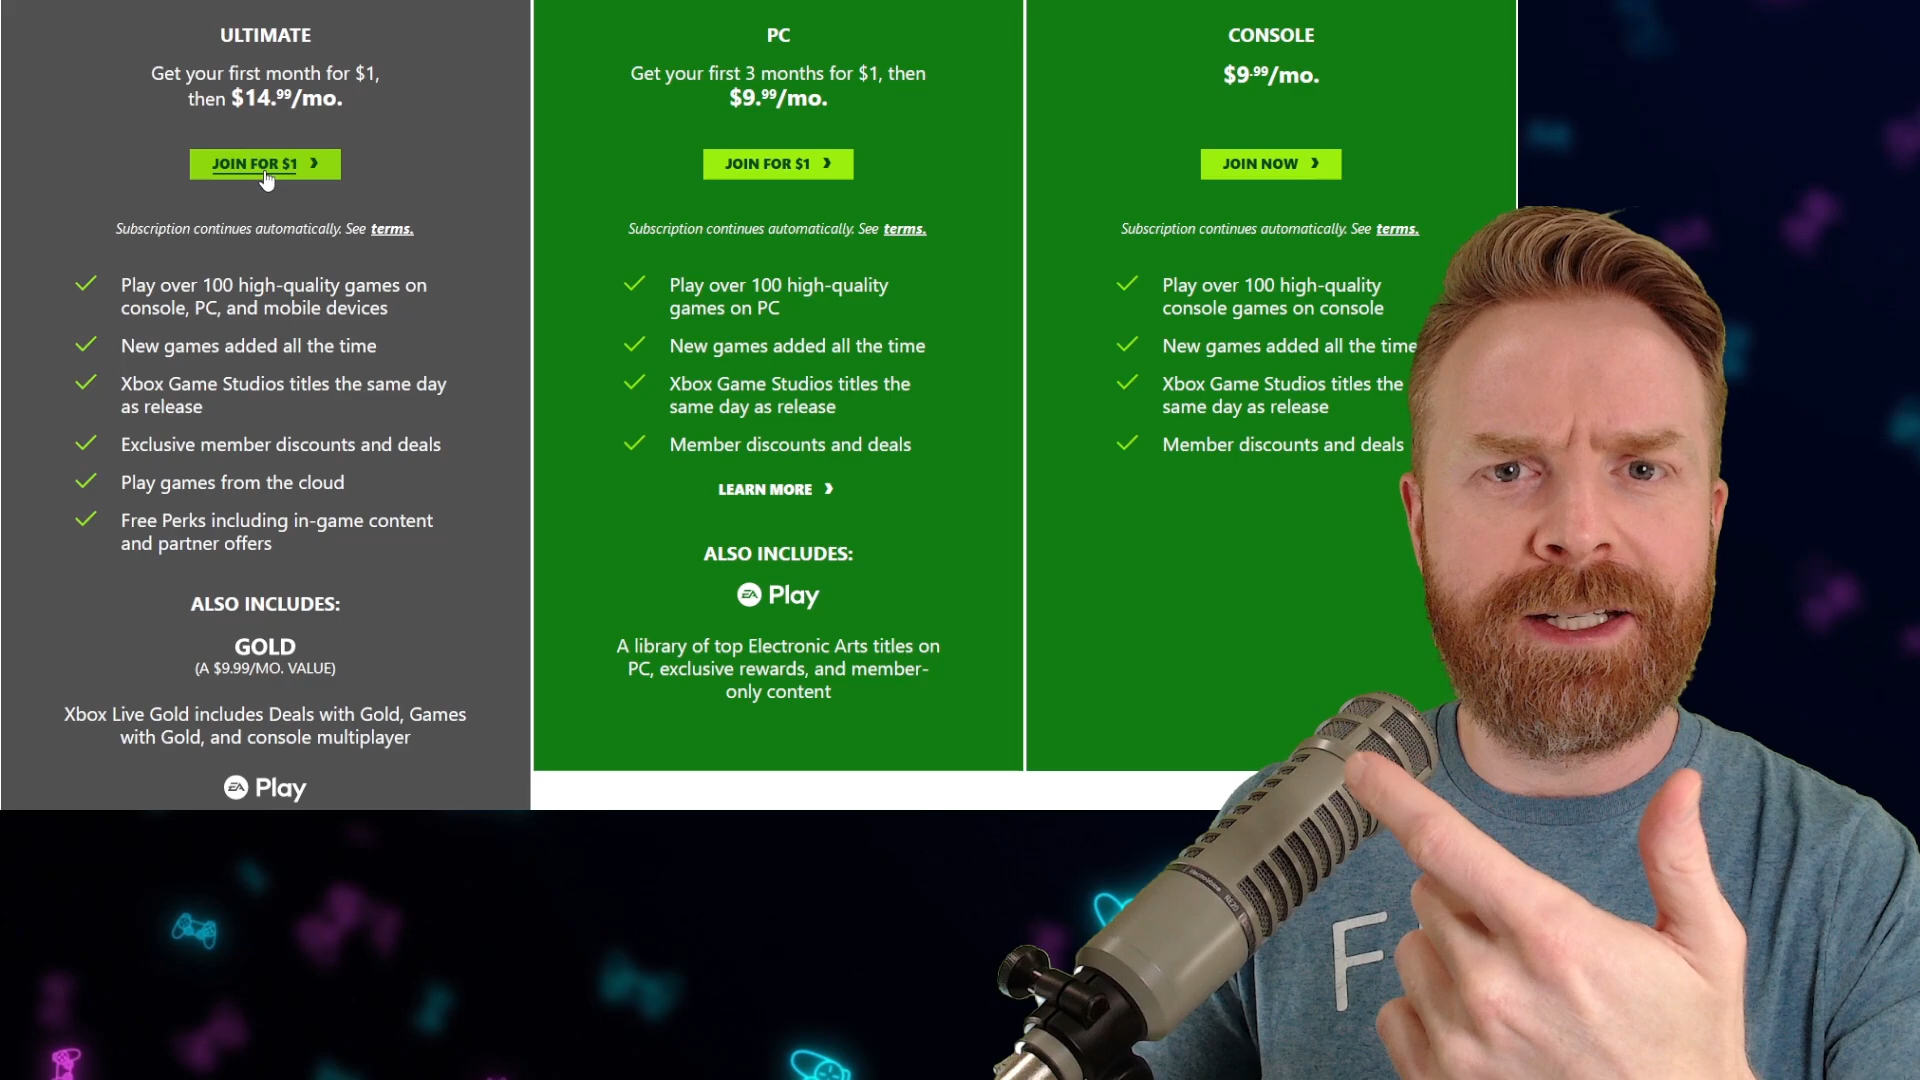 ULTIMATE
Get your first month for $1,
then $14.99/mo.
JOIN FOR $1
Subscription continues automatically. See terms.
Play over 100 high-quality games on
console, PC, and mobile devices
New games added all the time
Xbox Game Studios titles the same day
as release
Exclusive member discounts and deals
Play games from the cloud
Free Perks including in-game content
and partner offers
ALSO INCLUDES:
GOLD
(A $9.99/MO. VALUE)
Xbox Live Gold includes Deals with Gold, Games
with Gold, and console multiplayer
EA Play
PC
Get your first 3 months for $1, then
$9.99/mo.
JOIN FOR $1
Subscription continues automatically. See terms.
Play over 100 high-quality
games on PC
New games added all the time
Xbox Game Studios titles the
same day as release
Member discounts and deals
LEARN MORE
ALSO INCLUDES:
EA Play
A library of top Electronic Arts titles on
PC, exclusive rewards, and member-
only content
CONSOLE
$9.99/mo.
JOIN NOW
Subscription continues automatically. See terms.
Play over 100 high-quality
console games on console
New games added all the time
Xbox Game Studios titles the
same day as release
Member discounts and deals
F